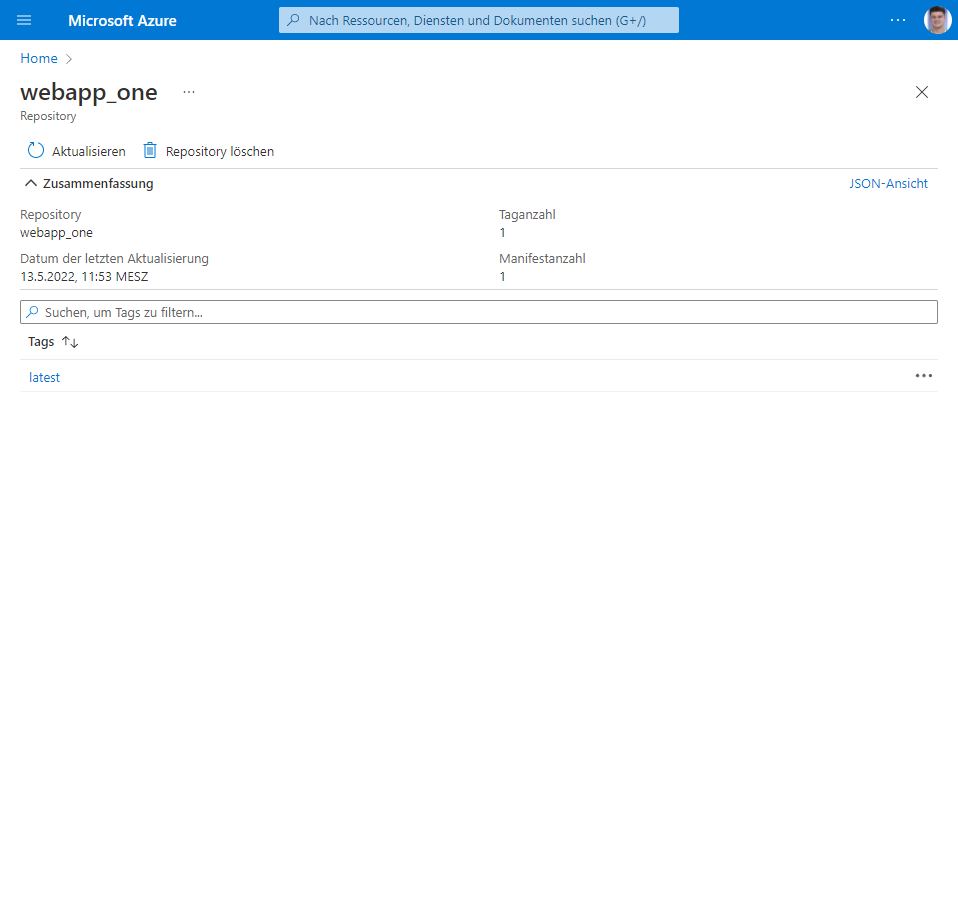 Microsoft Azure
Nach Ressourcen, Diensten und Dokumenten suchen (G+/)
Home
webapp_one
Repository
Aktualisieren
Repository löschen
Zusammenfassung
JSON-Ansicht
Repository
webapp_one
Taganzahl
1
Datum der letzten Aktualisierung
13.5.2022, 11:53 MESZ
Manifestanzahl
1
Suchen, um Tags zu filtern...
Tags
latest